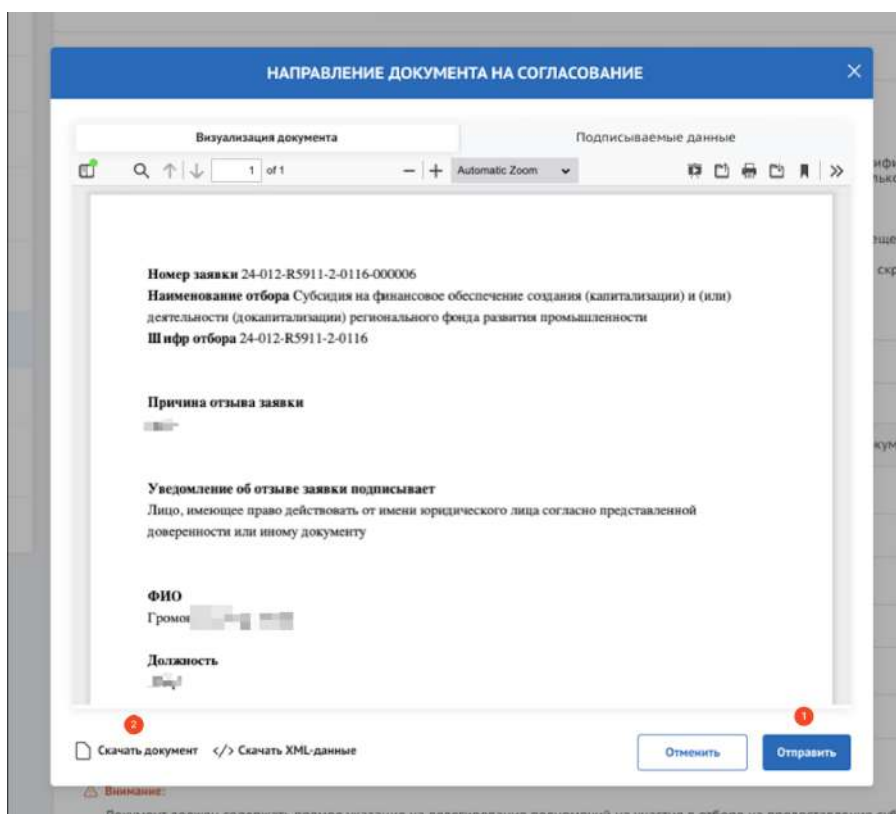 НАПРАВЛЕНИЕ ДОКУМЕНТА НА СОГЛАСОВАНИЕ
Визуализация документа
Подписываемые данные
1 of 1
Automatic Zoom
Номер заявки 24-012-R5911-2-0116-000006
Наименование отбора Субсидия на финансовое обеспечение создания (капитализации) и (или)
деятельности (докапитализации) регионального фонда развития промышленности
Шифр отбора 24-012-R5911-2-0116
Причина отзыва заявки
Уведомление об отзыве заявки подписывает
Лицо, имеющее право действовать от имени юридического лица согласно представленной
доверенности или иному документу
ФИО
Должность
2
1
Скачать документ
</> Скачать XML-данные
Отменить
Отправить
Внимание: